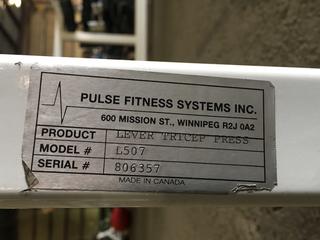 PULSE FITNESS SYSTEMS INC.
600 MISSION ST., WINNIPEG R2J 0A2
PRODUCT LEVER TRICEP PRESS
MODEL # L507
SERIAL # 806357
MADE IN CANADA